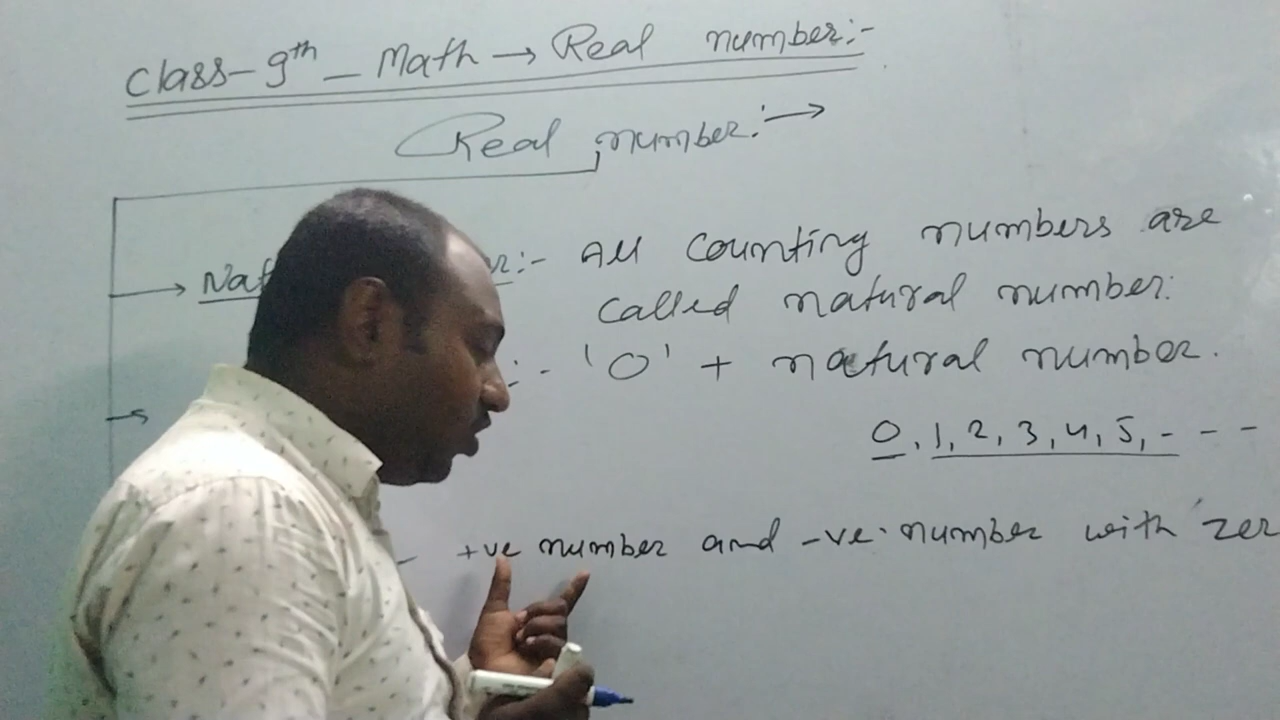 Class-9th - Math → Real number:-
Real number:→
→ Nat :- All counting numbers are
called natural number.
→ :- '0' + natural number.
0, 1, 2, 3, 4, 5, - - -
- +ve number and -ve number with zer